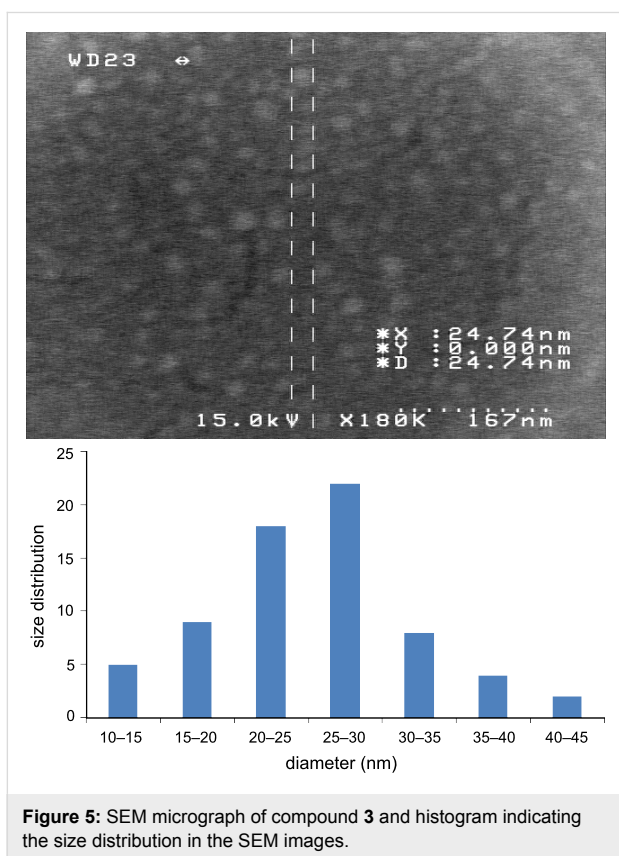 WD23 ↔
*X :24.74nm
*Y :0.000nm
*D :24.74nm
15.0kV X180K 167nm
25
20
15
10
5
0
size distribution
10–15 15–20 20–25 25–30 30–35 35–40 40–45
diameter (nm)
Figure 5: SEM micrograph of compound 3 and histogram indicating
the size distribution in the SEM images.